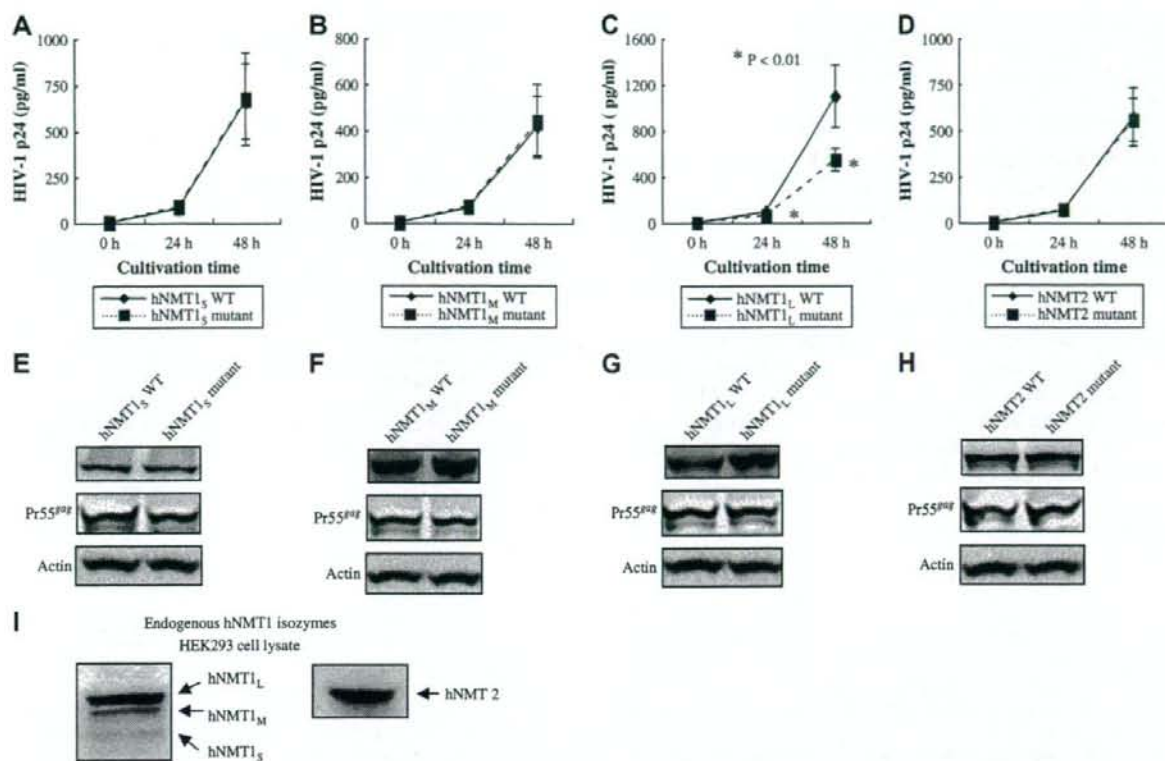 A
HIV-1 p24 (pg/ml)
1000
750
500
250
0
0 h 24 h 48 h
Cultivation time
hNMT1S WT
hNMT1S mutant
B
HIV-1 p24 (pg/ml)
800
600
400
200
0
0 h 24 h 48 h
Cultivation time
hNMT1M WT
hNMT1M mutant
C
HIV-1 p24 ( pg/ml)
1600
1200
800
400
0
* P < 0.01
*
*
0 h 24 h 48 h
Cultivation time
hNMT1L WT
hNMT1L mutant
D
HIV-1 p24 (pg/ml)
1000
750
500
250
0
0 h 24 h 48 h
Cultivation time
hNMT2 WT
hNMT2 mutant
E
hNMT1S WT
hNMT1S mutant
Pr55gag
Actin
F
hNMT1M WT
hNMT1M mutant
Pr55gag
Actin
G
hNMT1L WT
hNMT1L mutant
Pr55gag
Actin
H
hNMT2 WT
hNMT2 mutant
Pr55gag
Actin
I
Endogenous hNMT1 isozymes
HEK293 cell lysate
hNMT1L
hNMT1M
hNMT1S
hNMT 2